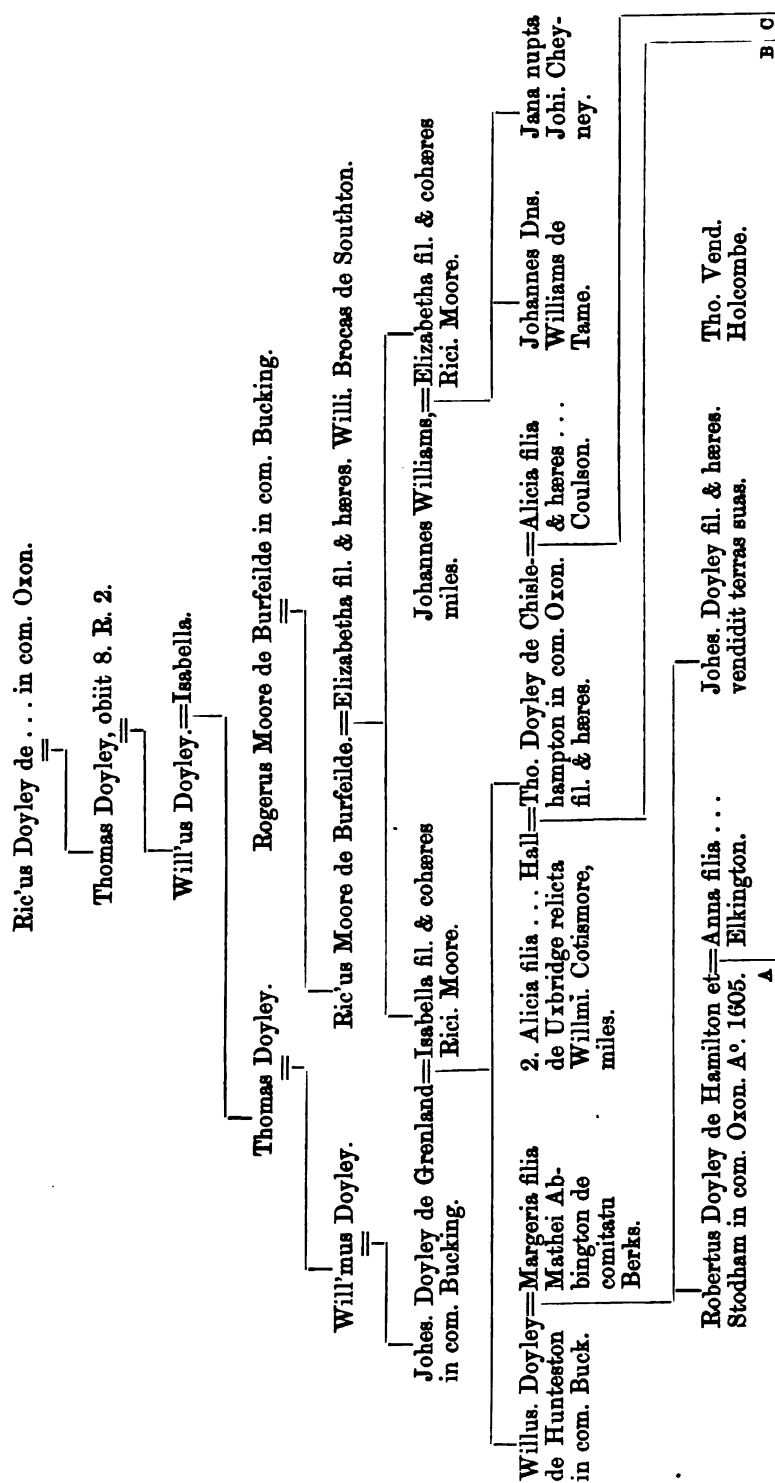 Ric'us Doyley de . . . in com. Oxon.
Thomas Doyley, obiit 8. R. 2.
Will'us Doyley.=Isabella.
Thomas Doyley.
Rogerus Moore de Burfeilde in com. Bucking.
Will'mus Doyley.
Ric'us Moore de Burfeilde.=Elizabetha fil. & hæres. Willi. Brocas de Southton.
Johes. Doyley de Grenland=Isabella fil. & cohæres
in com. Bucking.
Rici. Moore.
Johannes Williams,=Elizabetha fil. & cohæres
miles.
Rici. Moore.
Willus. Doyley=Margeria filia
de Hunteston
in com. Buck.
Mathei Ab-
bington de
comitatu
Berks.
2. Alicia filia . . . Hall=Tho. Doyley de Chisle-=Alicia filia
de Uxbridge relicta
Willmi. Cotismore,
miles.
hampton in com. Oxon.
fil. & hæres.
& hæres . . .
Coulson.
Johannes Dns.
Williams de
Tame.
Jana nupta
Johi. Chey-
ney.
Robertus Doyley de Hamilton et=Anna filia . . .
Stodham in com. Oxon. Aº. 1605.
Elkington.
Johes. Doyley fil. & hæres.
vendidit terras suas.
Tho. Vend.
Holcombe.
A
B
C